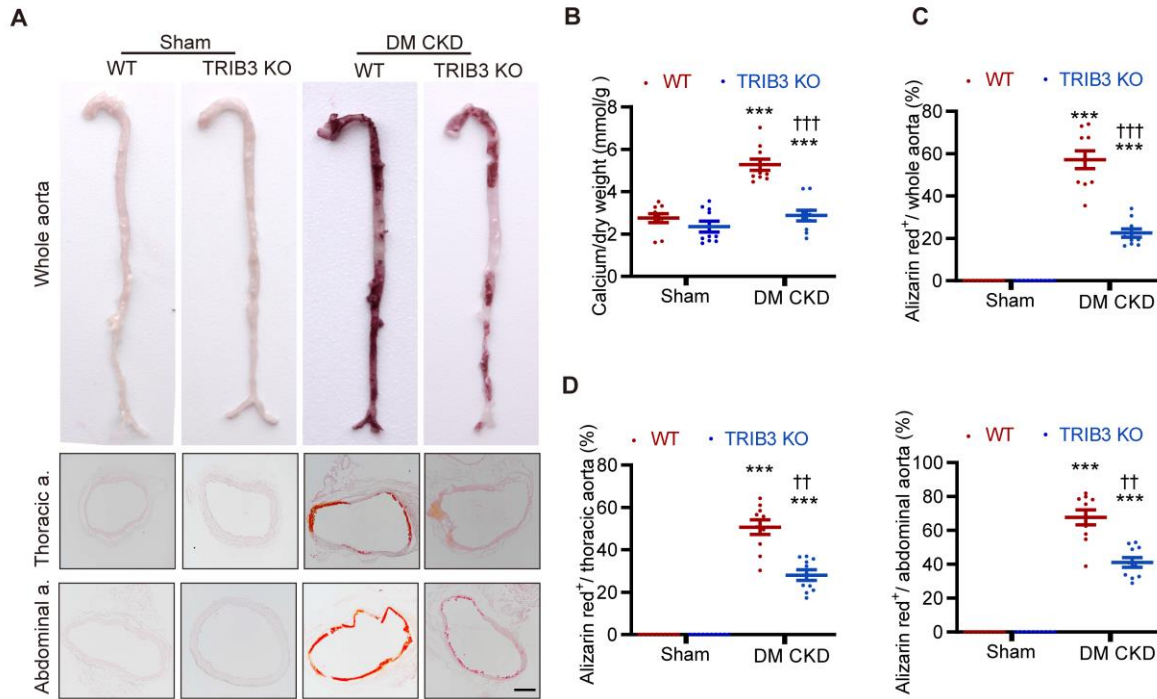 A
Sham
DM CKD
WT
TRIB3 KO
WT
TRIB3 KO
Whole aorta
Thoracic a.
Abdominal a.
B
WT
TRIB3 KO
Calcium/dry weight (mmol/g)
8
6
4
2
0
***
†††
***
Sham
DM CKD
C
WT
TRIB3 KO
Alizarin red+/ whole aorta (%)
80
60
40
20
0
***
†††
***
Sham
DM CKD
D
WT
TRIB3 KO
Alizarin red+/ thoracic aorta (%)
80
60
40
20
0
***
††
***
Sham
DM CKD
WT
TRIB3 KO
Alizarin red+/ abdominal aorta (%)
100
80
60
40
20
0
***
††
***
Sham
DM CKD